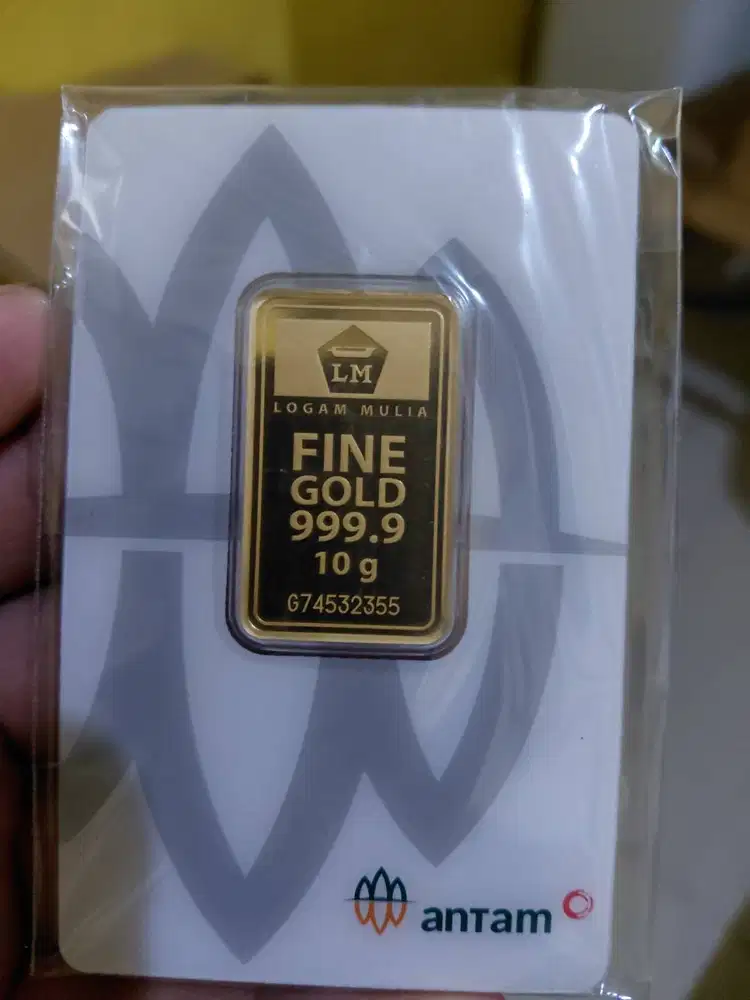 LM
LOGAM MULIA
FINE
GOLD
999.9
10 g
G74532355
antam